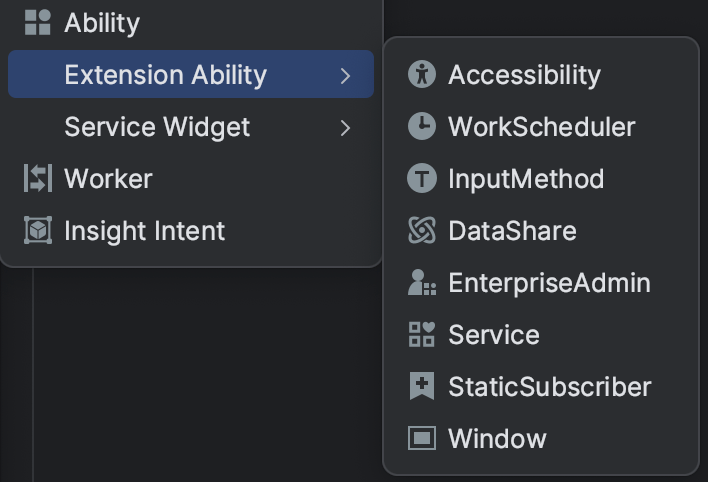 Ability
Extension Ability
Service Widget
Worker
Insight Intent
Accessibility
WorkScheduler
InputMethod
DataShare
EnterpriseAdmin
Service
StaticSubscriber
Window